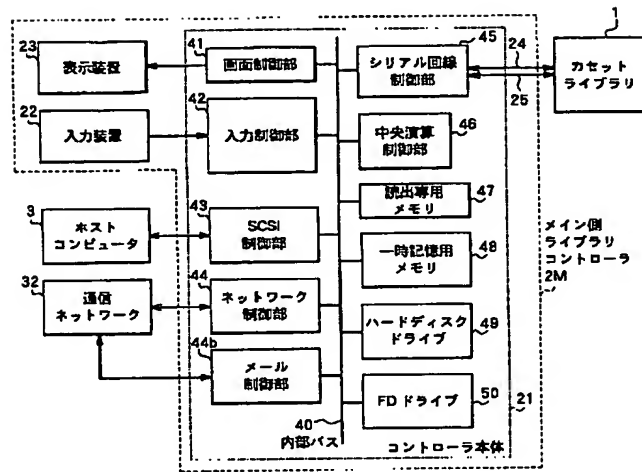 23
表示装置
22
入力装置
3
ホスト
コンピュータ
32
通信
ネットワーク
41
画面制御部
42
入力制御部
43
SCSI
制御部
44
ネットワーク
制御部
44b
メール
制御部
40
内部バス
45
シリアル回線
制御部
24
25
1
カセット
ライブラリ
中央演算
制御部
46
読出専用
メモリ
47
一時記憶用
メモリ
48
ハードディスク
ドライブ
49
FDドライブ
50
21
コントローラ本体
メイン側
ライブラリ
コントローラ
2M